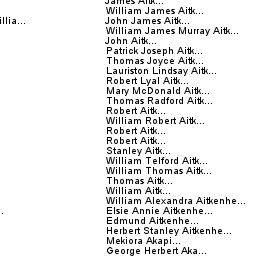 James Aitk...
William James Aitk...
illia... John James Aitk...
William James Murray Aitk...
John Aitk...
Patrick Joseph Aitk...
Thomas Joyce Aitk...
Lauriston Lindsay Aitk...
Robert Lyal Aitk...
Mary McDonald Aitk...
Thomas Radford Aitk...
Robert Aitk...
William Robert Aitk...
Robert Aitk...
Robert Aitk...
Stanley Aitk...
William Telford Aitk...
William Thomas Aitk...
Thomas Aitk...
William Aitk...
William Alexandra Aitkenhe...
Elsie Annie Aitkenhe...
Edmund Aitkenhe...
Herbert Stanley Aitkenhe...
Mekiora Akapi...
George Herbert Aka...